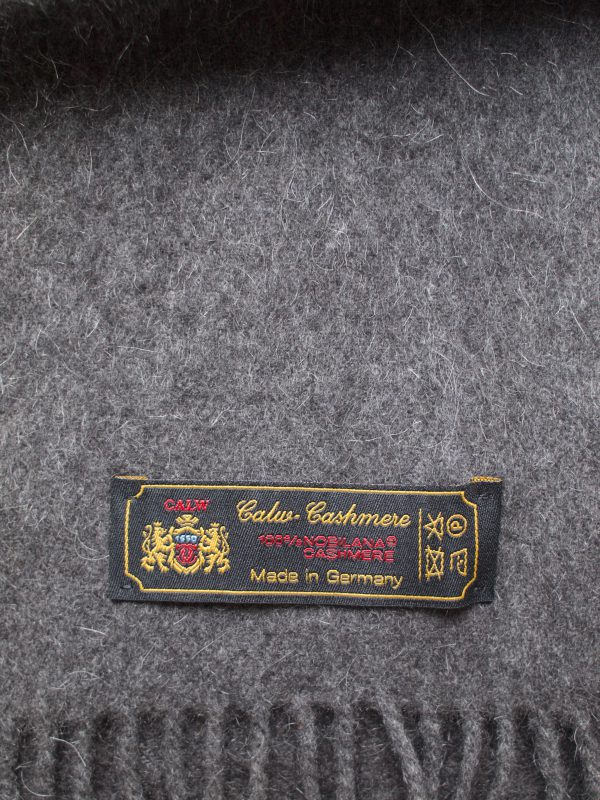 CALW
1650
Calw-Cashmere
100% NOBILANA®
CASHMERE
Made in Germany
P